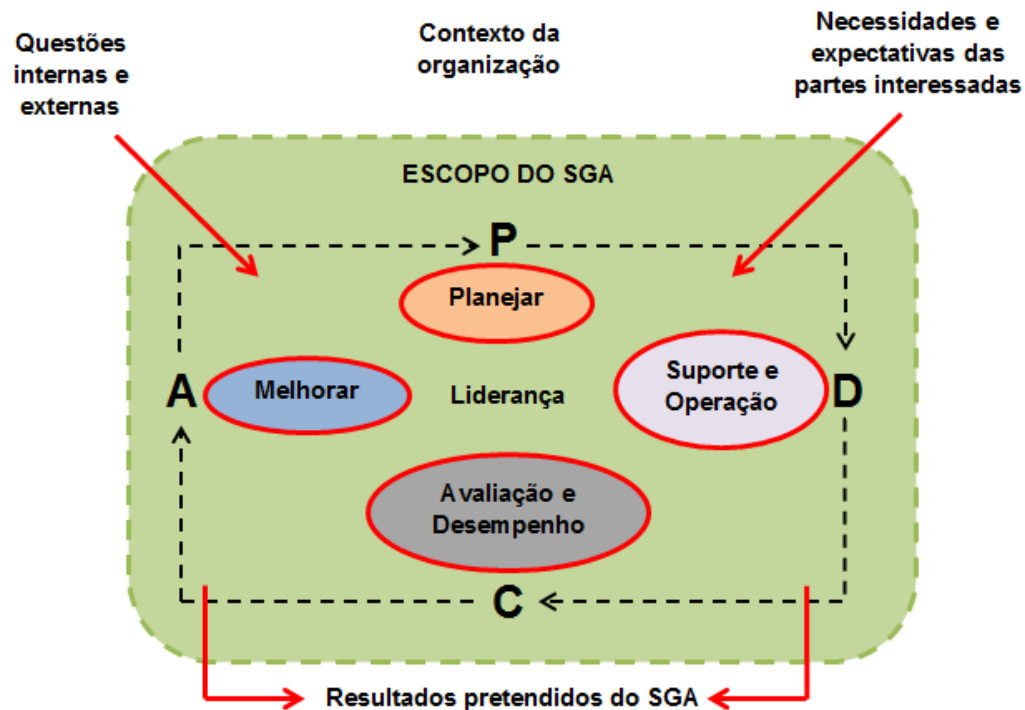 Questões
internas e
externas
Contexto da
organização
Necessidades e
expectativas das
partes interessadas
ESCOPO DO SGA
P
Planejar
A
Melhorar
Liderança
Suporte e
Operação
D
Avaliação e
Desempenho
C
Resultados pretendidos do SGA